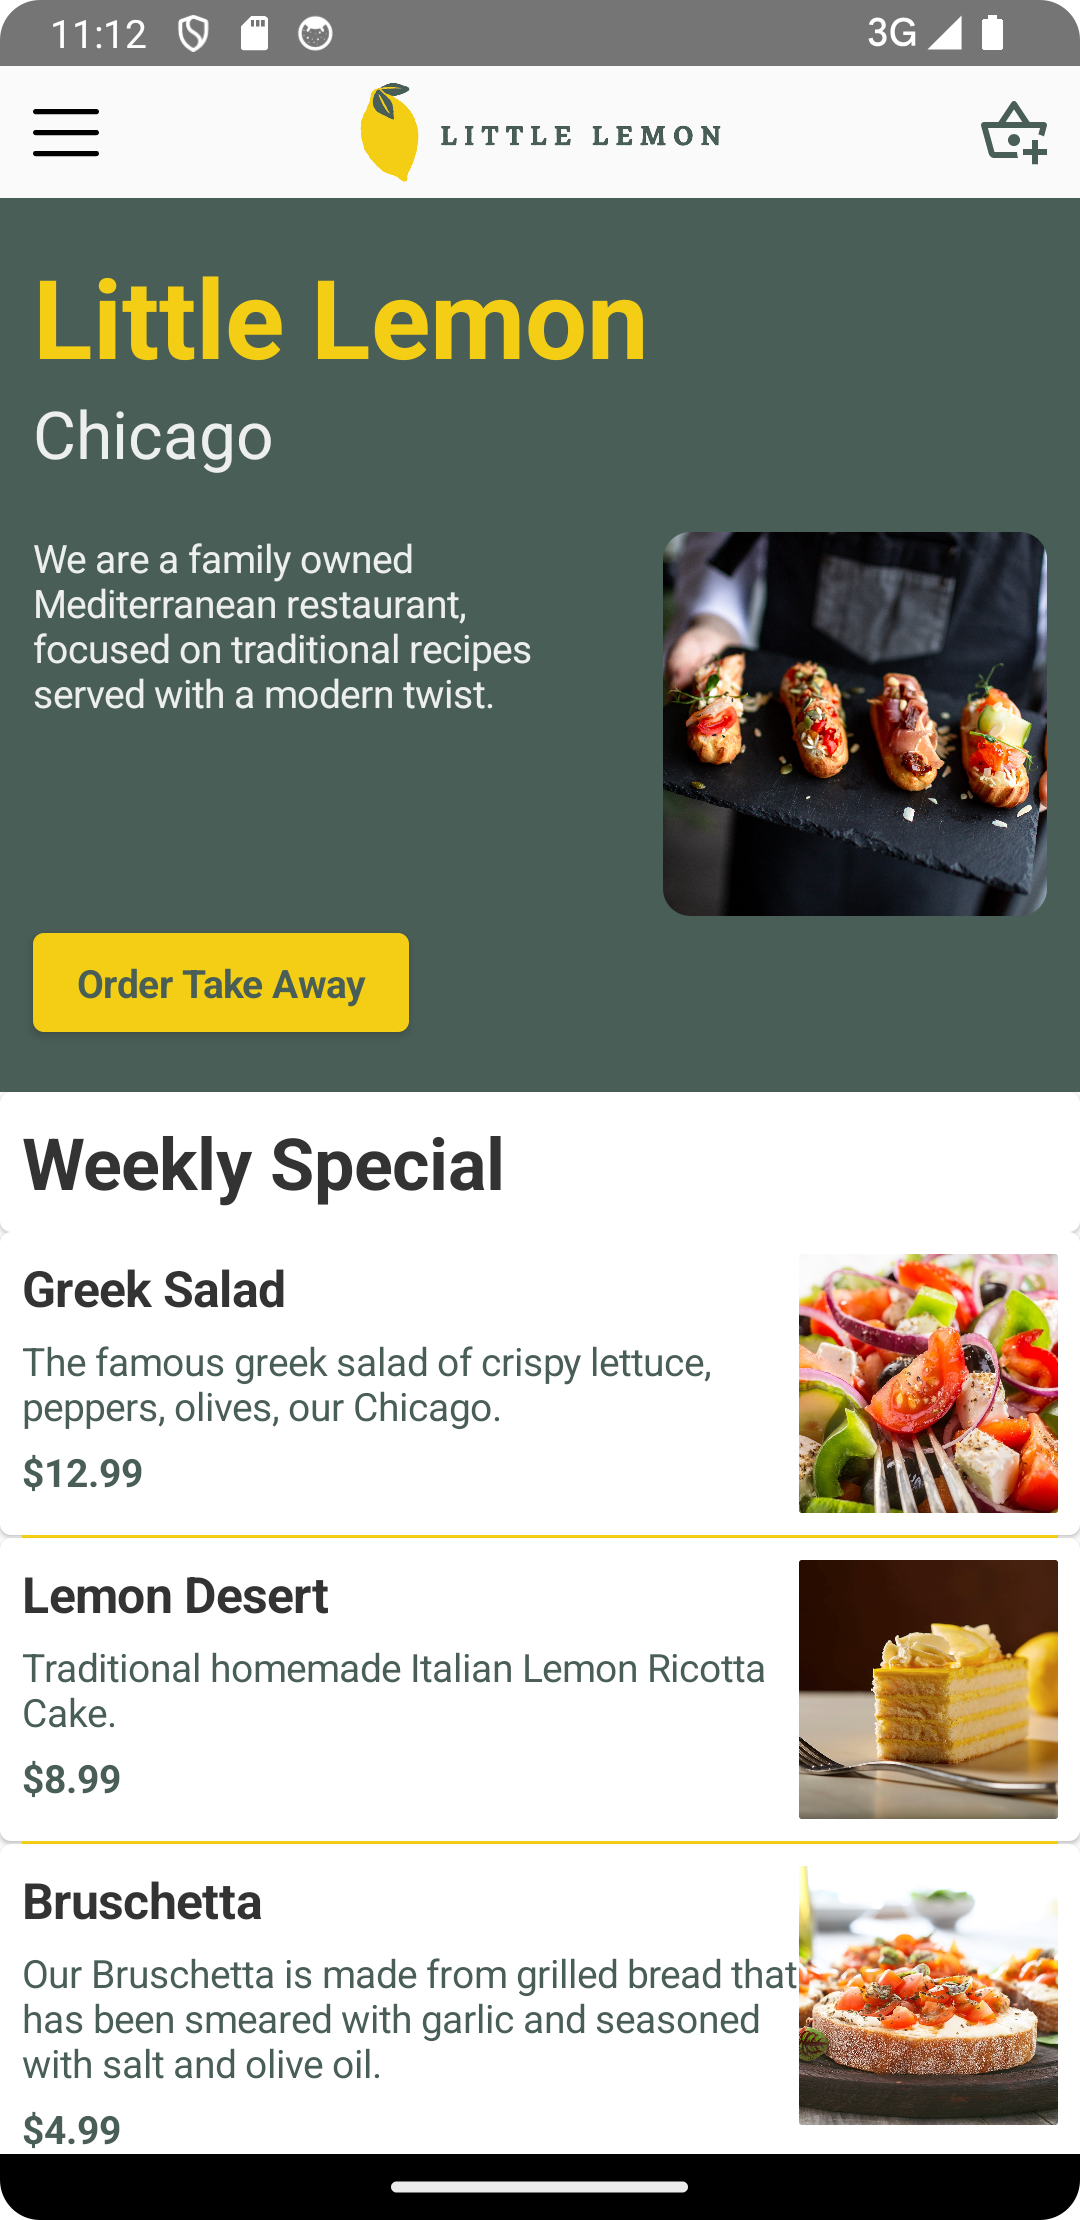 11:12
3G
LITTLE LEMON
Little Lemon
Chicago
We are a family owned
Mediterranean restaurant,
focused on traditional recipes
served with a modern twist.
Order Take Away
Weekly Special
Greek Salad
The famous greek salad of crispy lettuce,
peppers, olives, our Chicago.
$12.99
Lemon Desert
Traditional homemade Italian Lemon Ricotta
Cake.
$8.99
Bruschetta
Our Bruschetta is made from grilled bread that
has been smeared with garlic and seasoned
with salt and olive oil.
$4.99